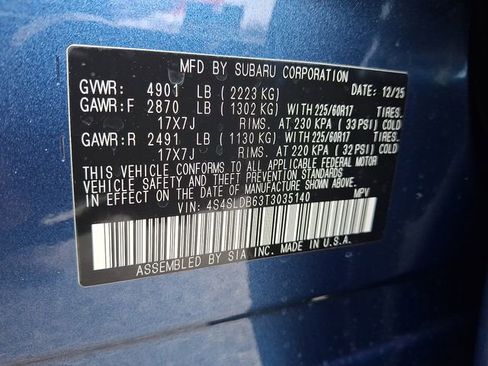 MFD BY SUBARU CORPORATION
GVWR: 4901 LB ( 2223 KG) DATE: 12/25
GAWR:F 2870 LB ( 1302 KG) WITH 225/60R17 TIRES.
17X7J RIMS. AT 230 KPA ( 33 PSI) COLD
GAWR:R 2491 LB ( 1130 KG) WITH 225/60R17 TIRES.
17X7J RIMS. AT 220 KPA ( 32 PSI) COLD
THIS VEHICLE CONFORMS TO ALL APPLICABLE FEDERAL MOTOR
VEHICLE SAFETY AND THEFT PREVENTION STANDARDS
IN EFFECT ON THE DATE OF MANUFACTURE SHOWN ABOVE.
VIN: 4S4SLDB63T3035140 MPV
ASSEMBLED BY SIA INC. MADE IN U.S.A.